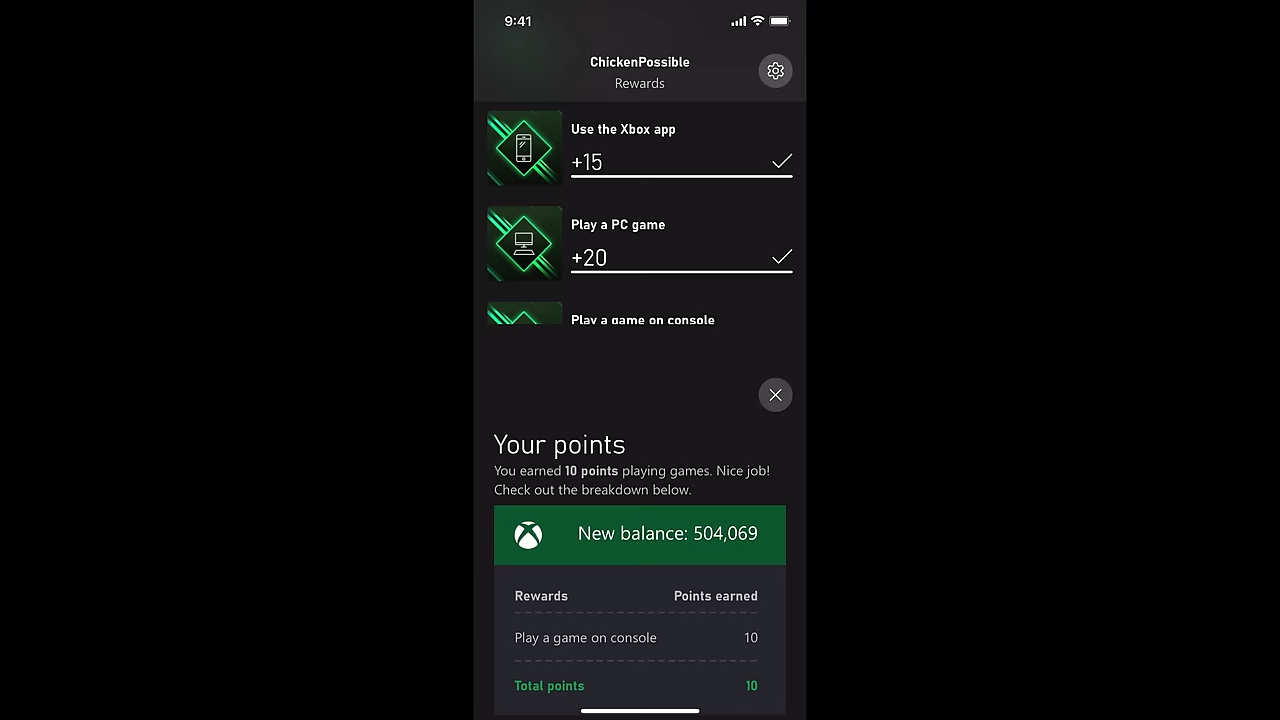 9:41
ChickenPossible
Rewards
Use the Xbox app
+15
Play a PC game
+20
Play a game on console
Your points
You earned 10 points playing games. Nice job!
Check out the breakdown below.
New balance: 504,069
Rewards Points earned
Play a game on console 10
Total points 10